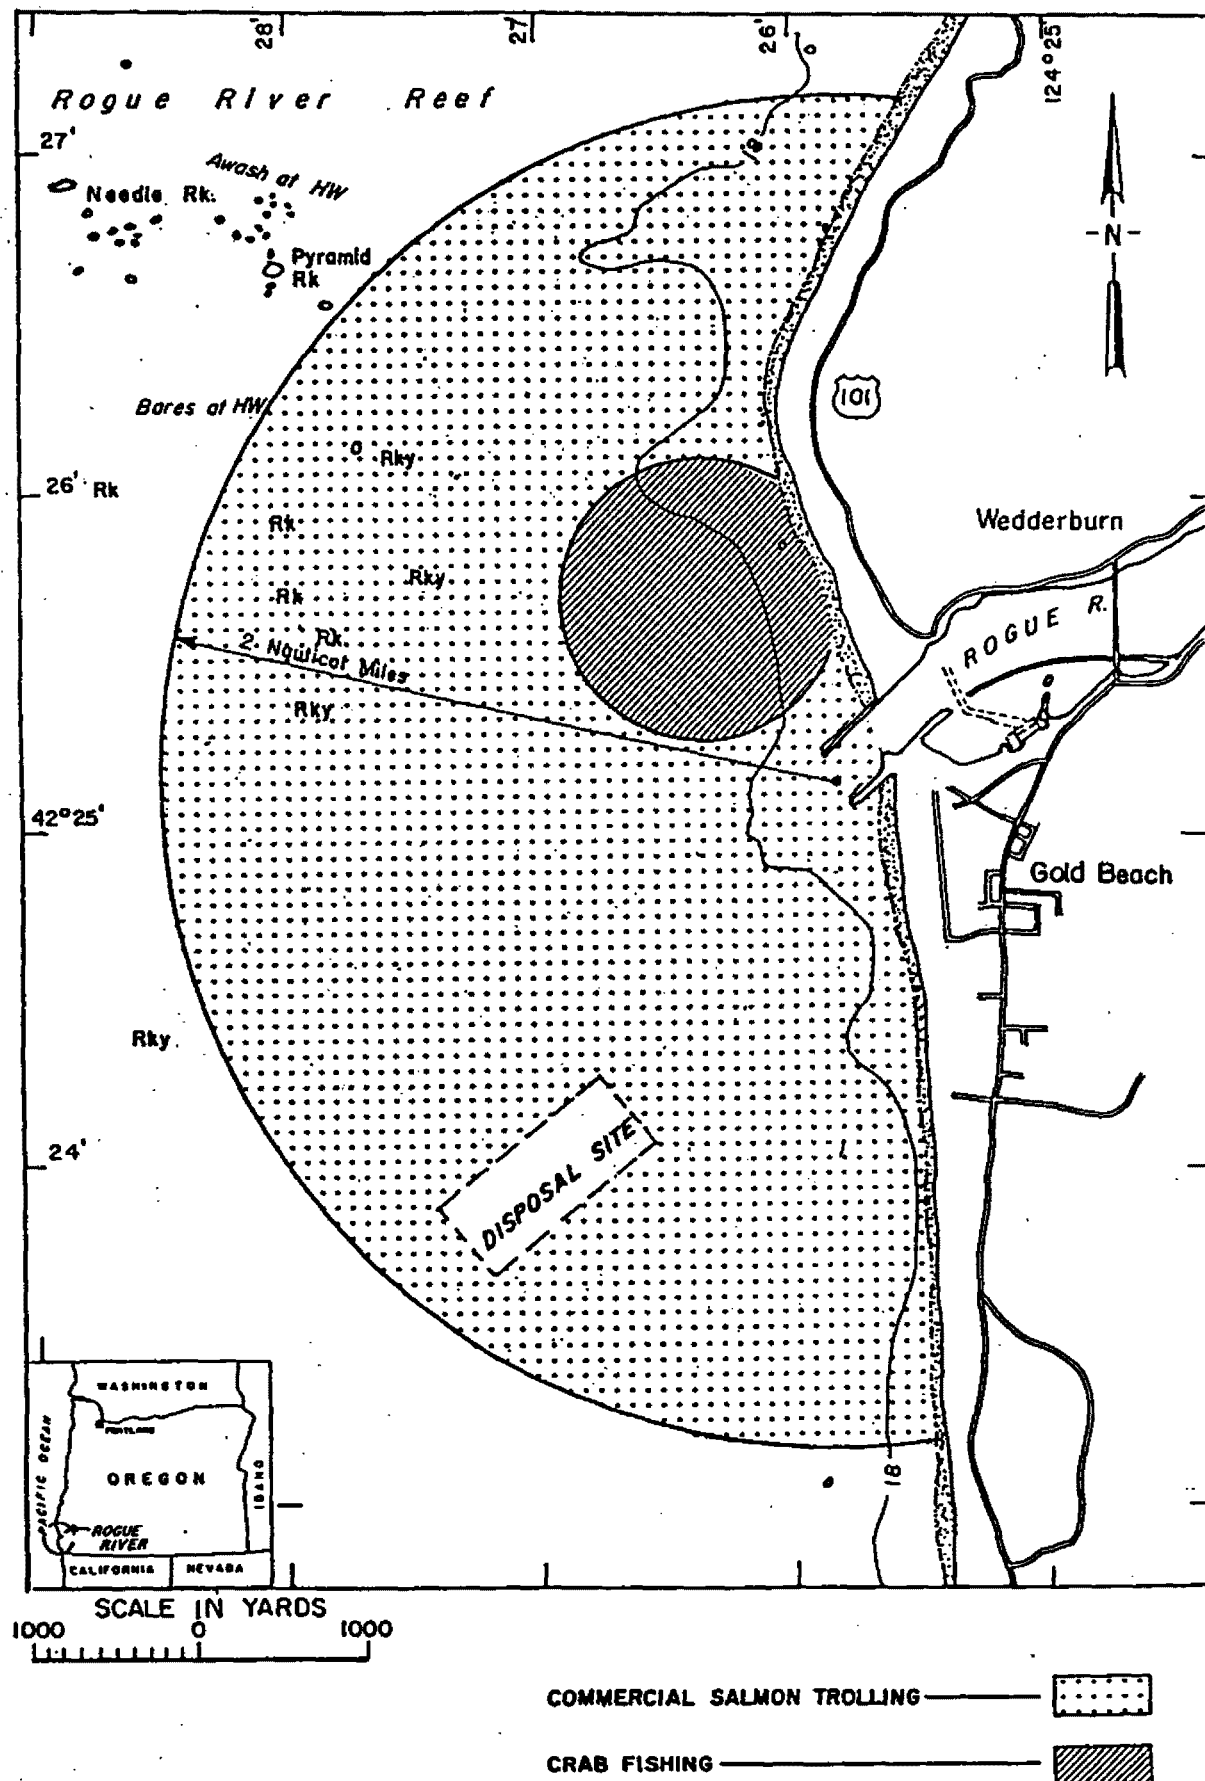 28'
27
26'
124°25'
Rogue River Reef
27'
Awash at HW
Needle Rk.
Pyramid
Rk
-N-
Bares at HW
101
18
Rky
26'
Rk
Rk
Wedderburn
Rky
Rk
ROGUE R.
Rk.
2. Nauticol Miles
Rky
42°25'
Gold Beach
Rky
24'
DISPOSAL SITE
18
WASHINGTON
PORTLAND
PACIFIC OCEAN
OREGON
IDAHO
ROGUE
RIVER
CALIFORNIA
NEVADA
SCALE IN YARDS
1000 0 1000
COMMERCIAL SALMON TROLLING
CRAB FISHING